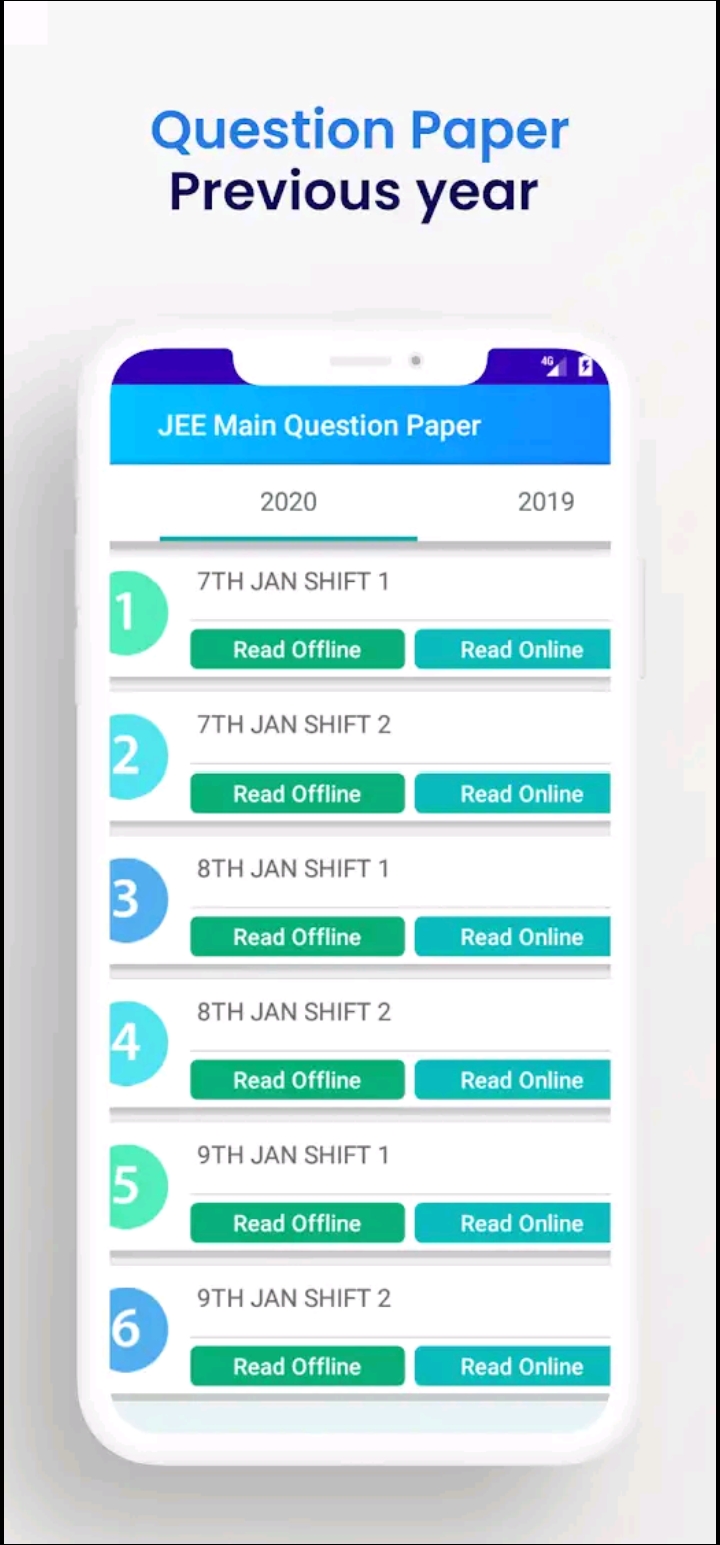 Question Paper
Previous year
4G
JEE Main Question Paper
2020 2019
1 7TH JAN SHIFT 1
Read Offline Read Online
2 7TH JAN SHIFT 2
Read Offline Read Online
3 8TH JAN SHIFT 1
Read Offline Read Online
4 8TH JAN SHIFT 2
Read Offline Read Online
5 9TH JAN SHIFT 1
Read Offline Read Online
6 9TH JAN SHIFT 2
Read Offline Read Online